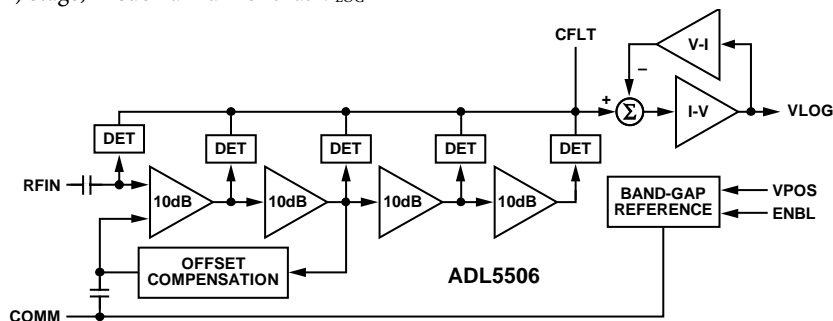 stage,
CFLT
V-I
–
+
Σ
I-V
VLOG
DET
DET
DET
DET
DET
RFIN
10dB
10dB
10dB
10dB
BAND-GAP
REFERENCE
VPOS
ENBL
OFFSET
COMPENSATION
ADL5506
COMM